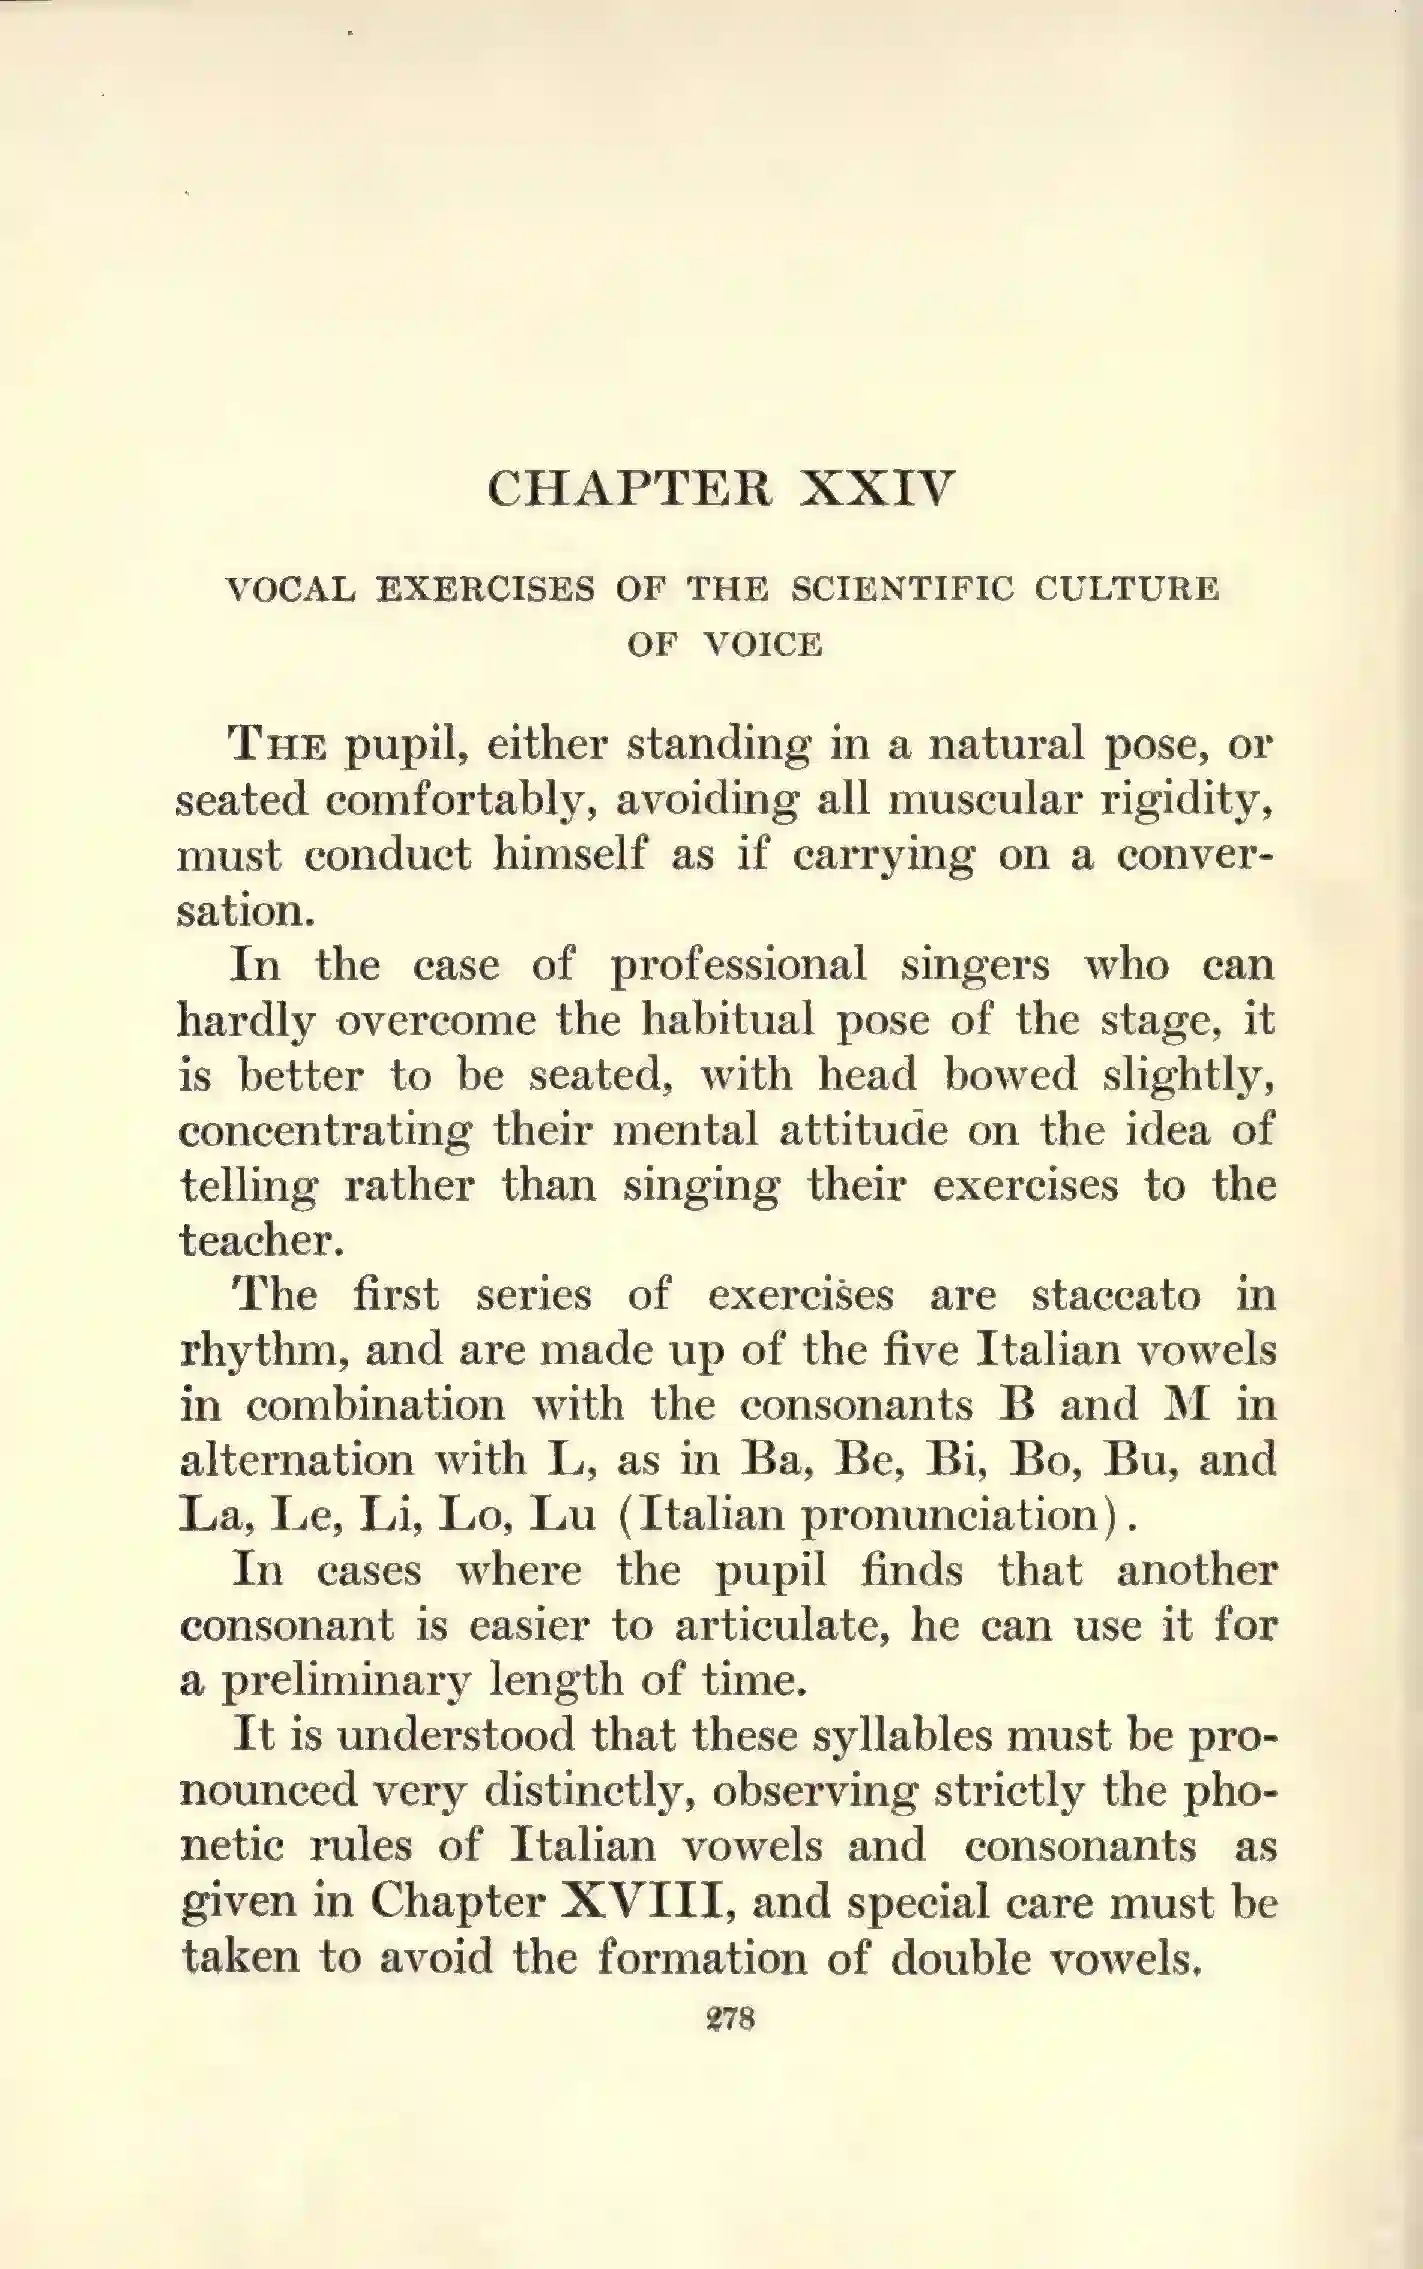 CHAPTER XXIV
VOCAL EXERCISES OF THE SCIENTIFIC CULTURE
OF VOICE
THE pupil, either standing in a natural pose, or
seated comfortably, avoiding all muscular rigidity,
must conduct himself as if carrying on a conver-
sation.
In the case of professional singers who can
hardly overcome the habitual pose of the stage, it
is better to be seated, with head bowed slightly,
concentrating their mental attitude on the idea of
telling rather than singing their exercises to the
teacher.
The first series of exercises are staccato in
rhythm, and are made up of the five Italian vowels
in combination with the consonants B and M in
alternation with L, as in Ba, Be, Bi, Bo, Bu, and
La, Le, Li, Lo, Lu (Italian pronunciation).
In cases where the pupil finds that another
consonant is easier to articulate, he can use it for
a preliminary length of time.
It is understood that these syllables must be pro-
nounced very distinctly, observing strictly the pho-
netic rules of Italian vowels and consonants as
given in Chapter XVIII, and special care must be
taken to avoid the formation of double vowels.
278